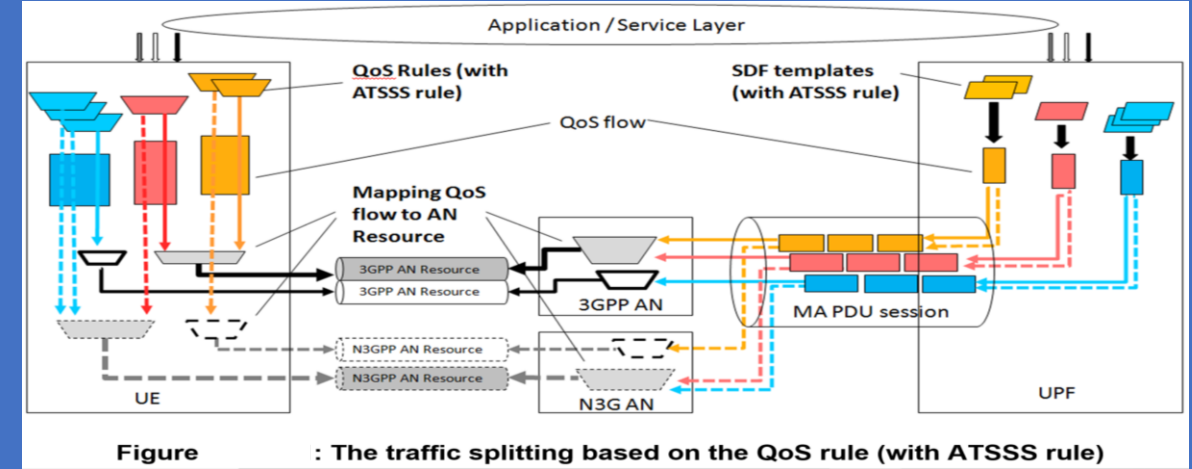 Application / Service Layer
QoS Rules (with
ATSSS rule)
SDF templates
(with ATSSS rule)
QoS flow
Mapping QoS
flow to AN
Resource
3GPP AN Resource
3GPP AN Resource
3GPP AN
MA PDU session
N3GPP AN Resource
N3GPP AN Resource
UE
N3G AN
UPF
Figure : The traffic splitting based on the QoS rule (with ATSSS rule)